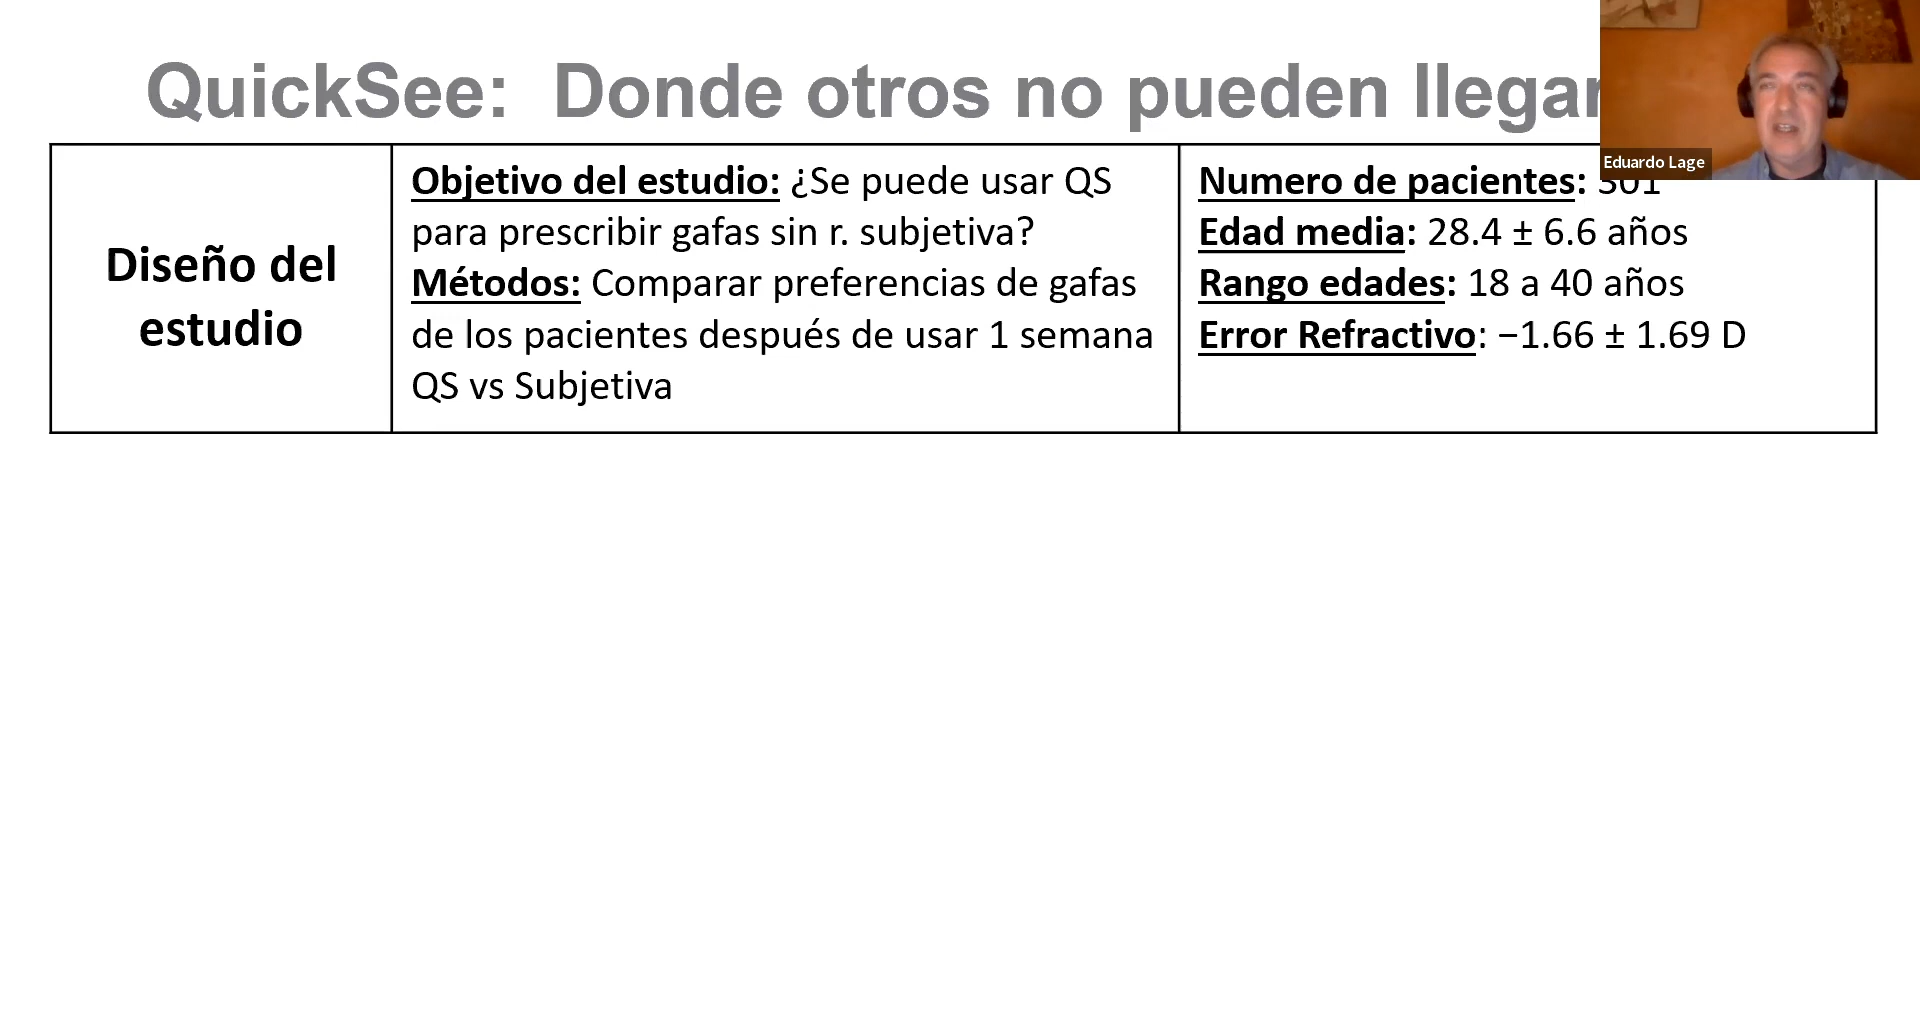 QuickSee: Donde otros no pueden llegar
Diseño del
estudio
Objetivo del estudio: ¿Se puede usar QS
para prescribir gafas sin r. subjetiva?
Métodos: Comparar preferencias de gafas
de los pacientes después de usar 1 semana
QS vs Subjetiva
Numero de pacientes:
Edad media: 28.4 ± 6.6 años
Rango edades: 18 a 40 años
Error Refractivo: −1.66 ± 1.69 D
Eduardo Lage